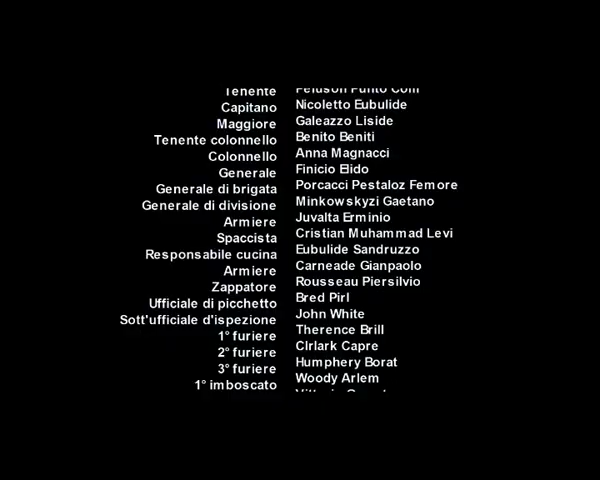 Tenente Peluson Punto Com
Capitano Nicoletto Eubulide
Maggiore Galeazzo Liside
Tenente colonnello Benito Beniti
Colonnello Anna Magnacci
Generale Finicio Elido
Generale di brigata Porcacci Pestaloz Femore
Generale di divisione Minkowskyzi Gaetano
Armiere Juvalta Erminio
Spaccista Cristian Muhammad Levi
Responsabile cucina Eubulide Sandruzzo
Armiere Carneade Gianpaolo
Zappatore Rousseau Piersilvio
Ufficiale di picchetto Bred Pirl
Sott'ufficiale d'ispezione John White
1° furiere Therence Brill
2° furiere Clrlark Capre
3° furiere Humphery Borat
1° imboscato Woody Arlem